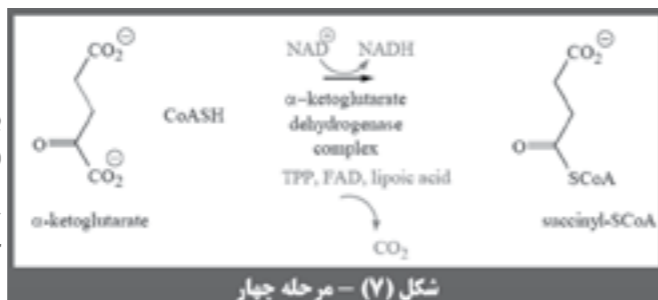 CO₂⊖
O=
CO₂⊖
α-ketoglutarate
CoASH
NAD⊕ NADH
α-ketoglutarate
dehydrogenase
complex
TPP, FAD, lipoic acid
CO₂
CO₂⊖
O
SCoA
succinyl-SCoA
شکل (۷) – مرحله چهار